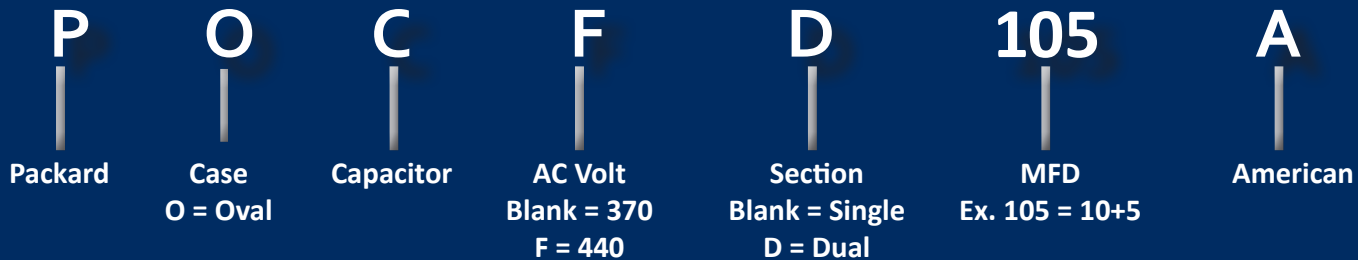 P O C F D 105 A
Packard Case Capacitor AC Volt Section MFD American
O = Oval Blank = 370 Blank = Single Ex. 105 = 10+5
F = 440 D = Dual